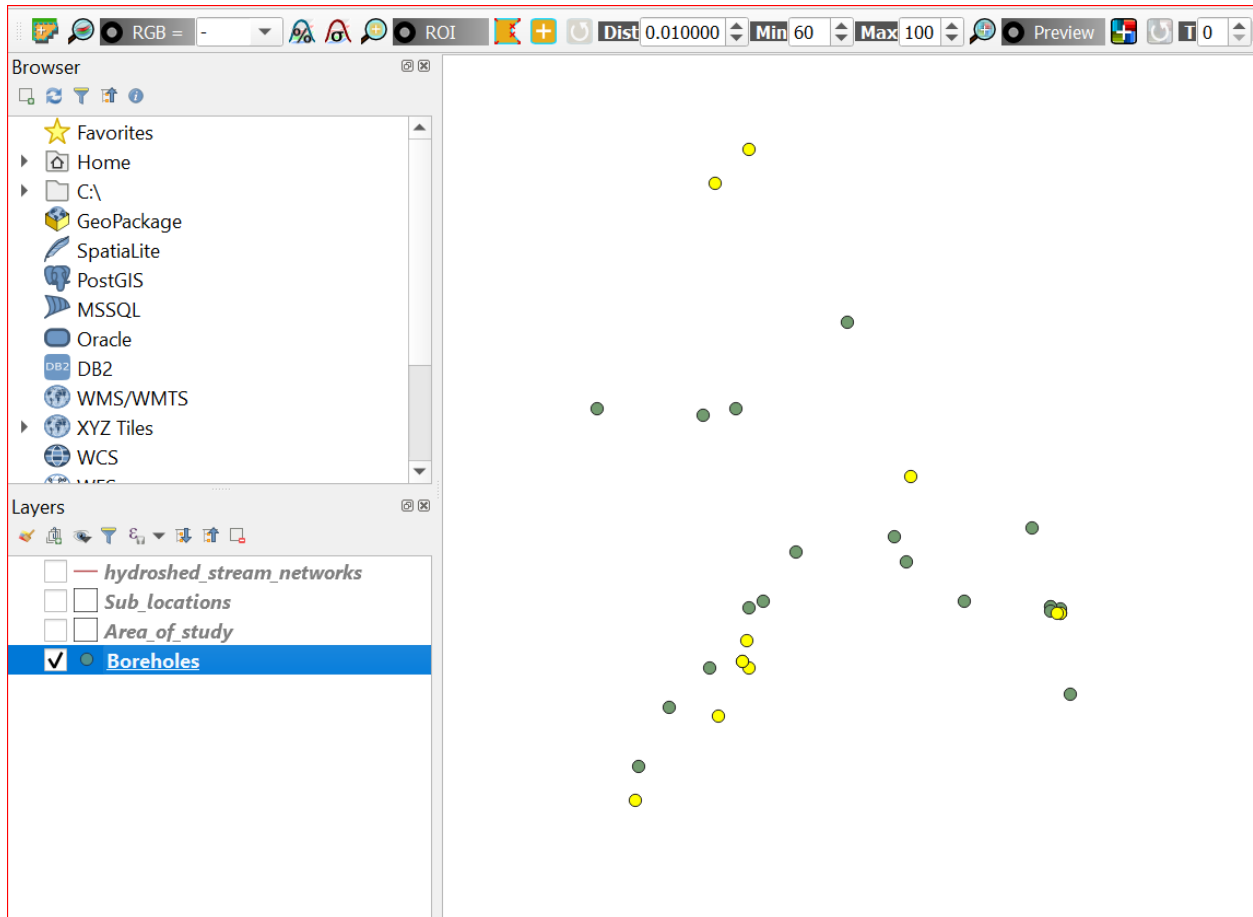 RGB = - ROI Dist 0.010000 Min 60 Max 100 Preview T 0
Browser
Favorites
Home
C:\
GeoPackage
SpatiaLite
PostGIS
MSSQL
Oracle
DB2 DB2
WMS/WMTS
XYZ Tiles
WCS
Layers
hydroshed_stream_networks
Sub_locations
Area_of_study
Boreholes